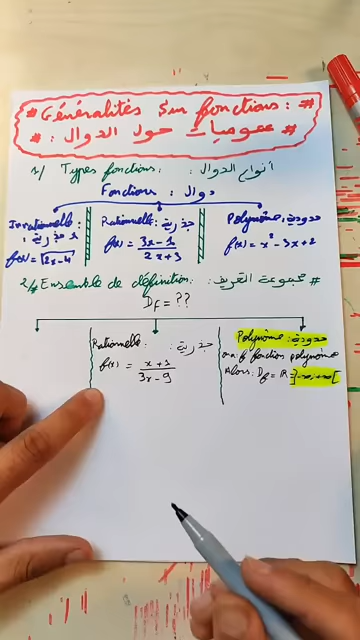 # Généralités Sur fonctions: #
# عموميات حول الدوال: #
1/ Types fonctions: أنواع الدوال:
Fonctions: دوال
Irrationnelle: Rationnelle: جذرية: Polynôme: حدودية:
f(x) = 3x - 1 / 2x + 3
f(x) = x² - 3x + 2
2/ Ensemble de définition: مجموعة التعريف: #
Df = ??
Rationnelle: جذرية:
f(x) = x + 1 / 3x - 9
Polynôme: حدودية:
on a f fonction polynôme
Alors: Df = ℝ = ]-∞, +∞[